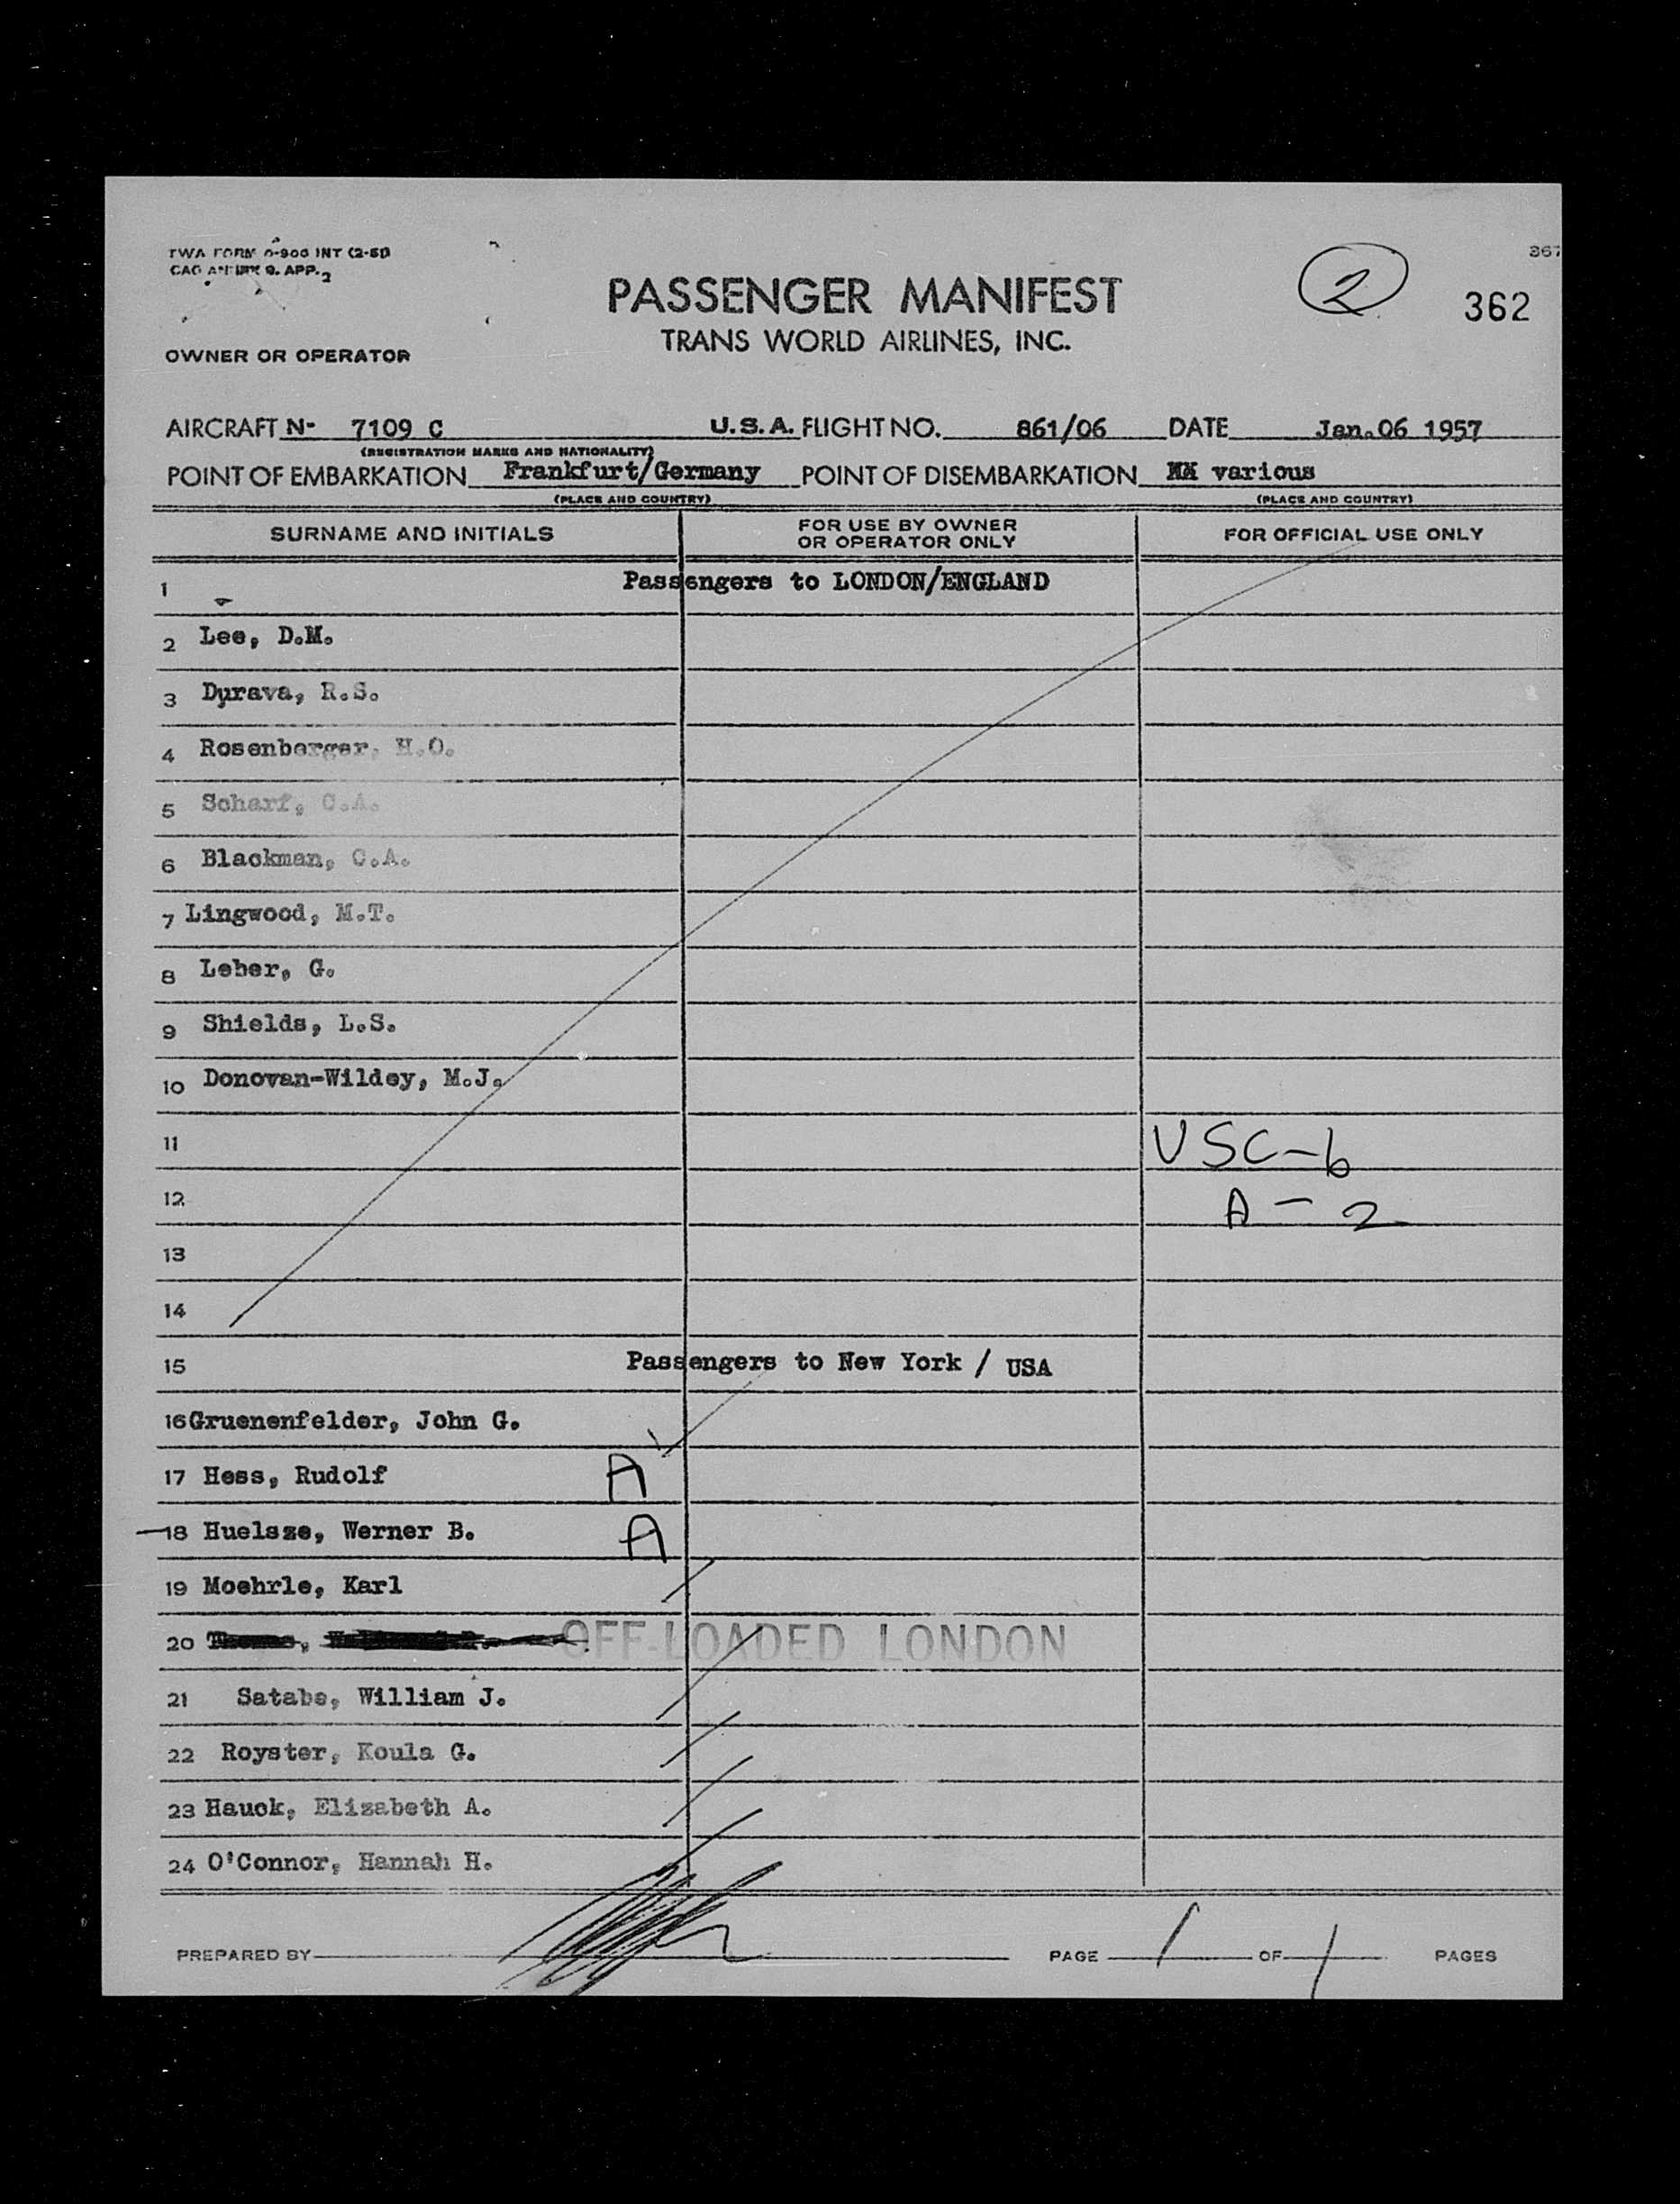 TWA FORM 0-906 INT (2-51)
CAO ANNEX 9. APP. 2
367
PASSENGER MANIFEST
2
362
TRANS WORLD AIRLINES, INC.
OWNER OR OPERATOR
AIRCRAFT N- 7109 C U.S.A. FLIGHT NO. 861/06 DATE Jan.06 1957
(REGISTRATION MARKS AND NATIONALITY)
POINT OF EMBARKATION Frankfurt/Germany POINT OF DISEMBARKATION various
(PLACE AND COUNTRY) (PLACE AND COUNTRY)
SURNAME AND INITIALS FOR USE BY OWNER OR OPERATOR ONLY FOR OFFICIAL USE ONLY
1 Passengers to LONDON/ENGLAND
2 Lee, D.M.
3 Dyrava, R.S.
4 Rosenberger, H.O.
5 Scharf, C.A.
6 Blackman, C.A.
7 Lingwood, M.T.
8 Leher, G.
9 Shields, L.S.
10 Donovan-Wildey, M.J.
11 USC-6
12 A-2
13
14
15 Passengers to New York / USA
16 Gruenenfelder, John G.
17 Hess, Rudolf A
18 Huelsze, Werner B. A
19 Moehrle, Karl
20 OFF-LOADED LONDON
21 Satabs, William J.
22 Royster, Koula G.
23 Hauck, Elizabeth A.
24 O'Connor, Hannah H.
PREPARED BY PAGE 1 OF 1 PAGES